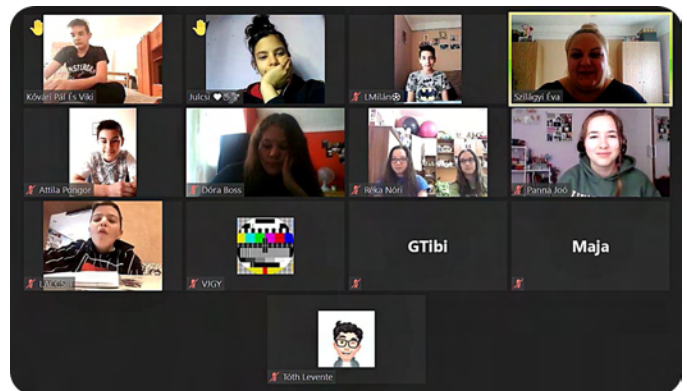 Kővári Pál És Viki
Julcsi
LMilán
Szilágyi Éva
Attila Pongor
Dóra Boss
Réka Nóri
Panna Joó
VJGY
GTibi
Maja
Tóth Levente